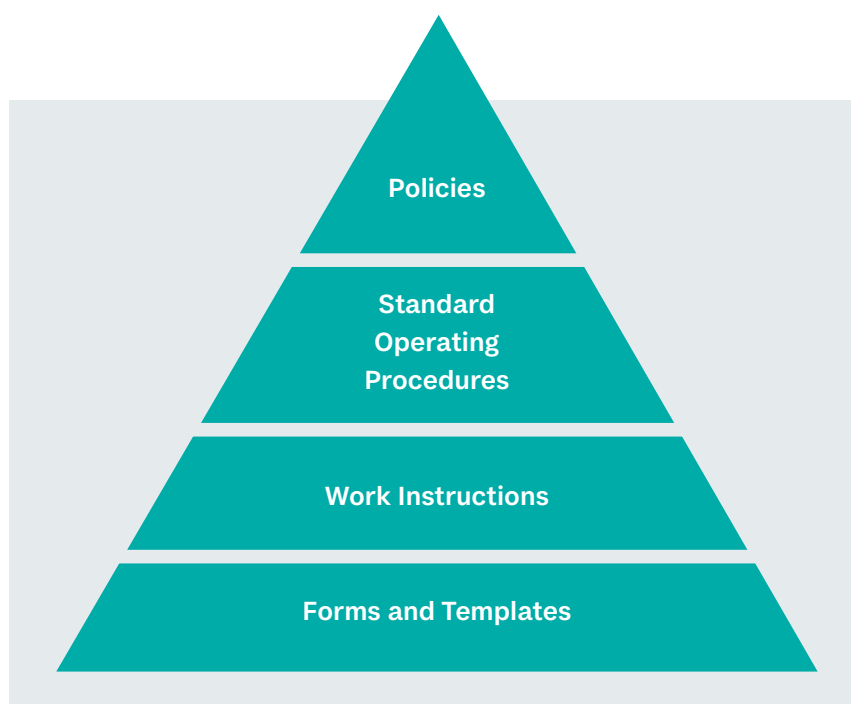 Policies
Standard
Operating
Procedures
Work Instructions
Forms and Templates